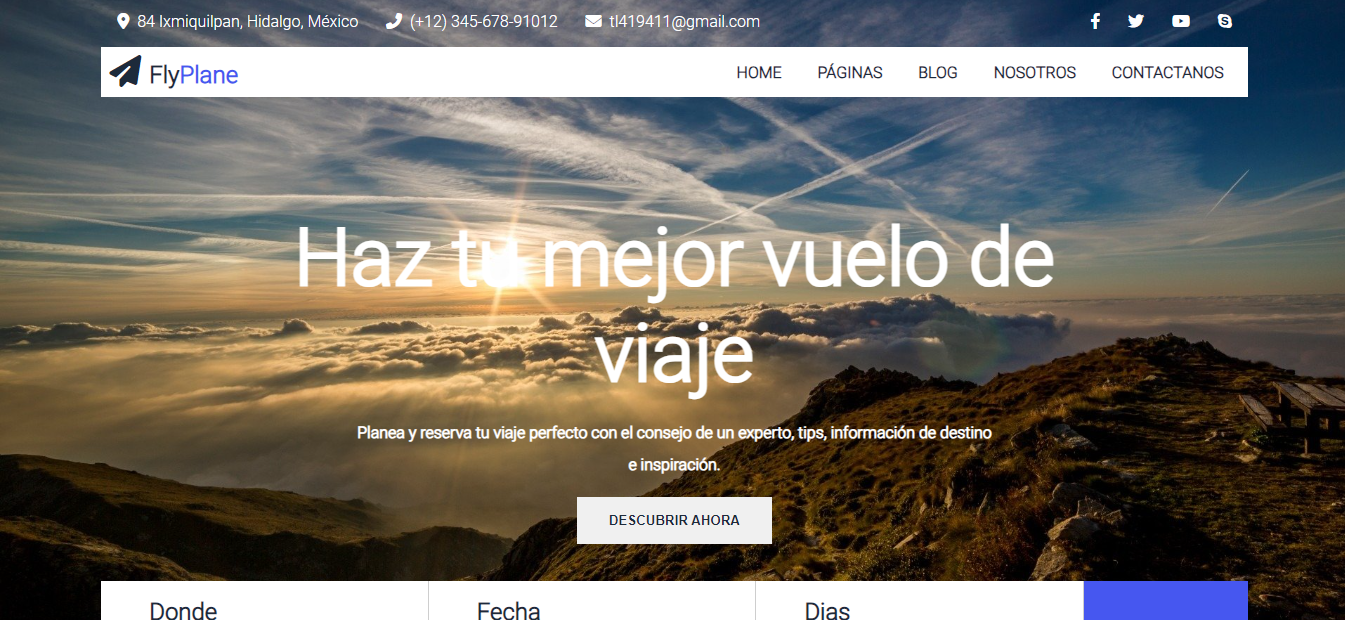 84 Ixmiquilpan, Hidalgo, México (+12) 345-678-91012 tl419411@gmail.com
FlyPlane HOME PÁGINAS BLOG NOSOTROS CONTACTANOS
Haz tu mejor vuelo de
viaje
Planea y reserva tu viaje perfecto con el consejo de un experto, tips, información de destino
e inspiración.
DESCUBRIR AHORA
Donde Fecha Dias